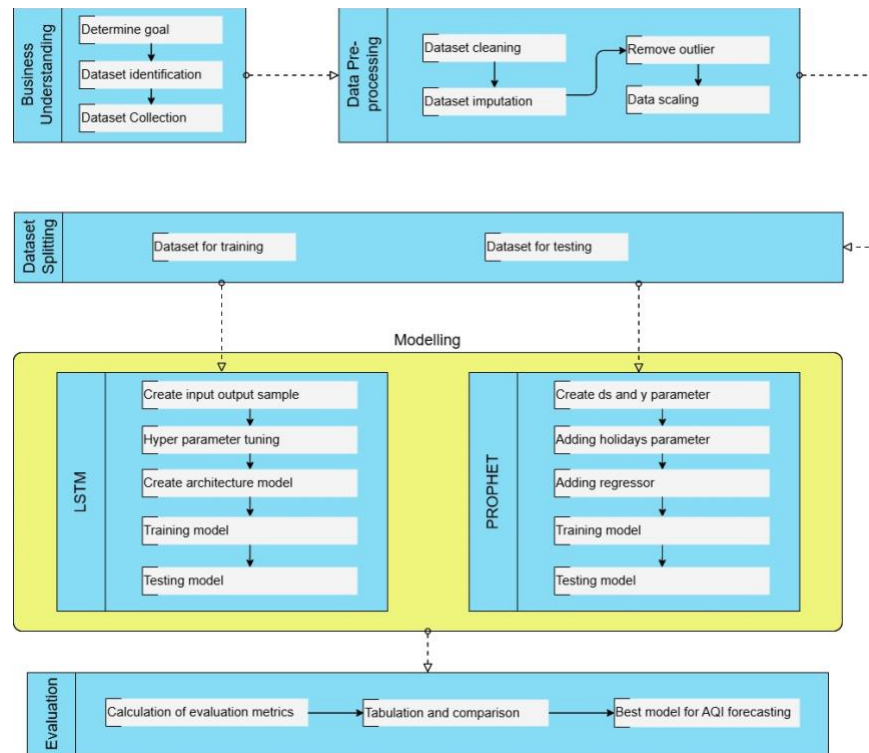 Business
Understanding
Determine goal
Dataset identification
Dataset Collection
Data Pre-
processing
Dataset cleaning
Dataset imputation
Remove outlier
Data scaling
Dataset
Splitting
Dataset for training
Dataset for testing
Modelling
LSTM
Create input output sample
Hyper parameter tuning
Create architecture model
Training model
Testing model
PROPHET
Create ds and y parameter
Adding holidays parameter
Adding regressor
Training model
Testing model
Evaluation
Calculation of evaluation metrics
Tabulation and comparison
Best model for AQI forecasting